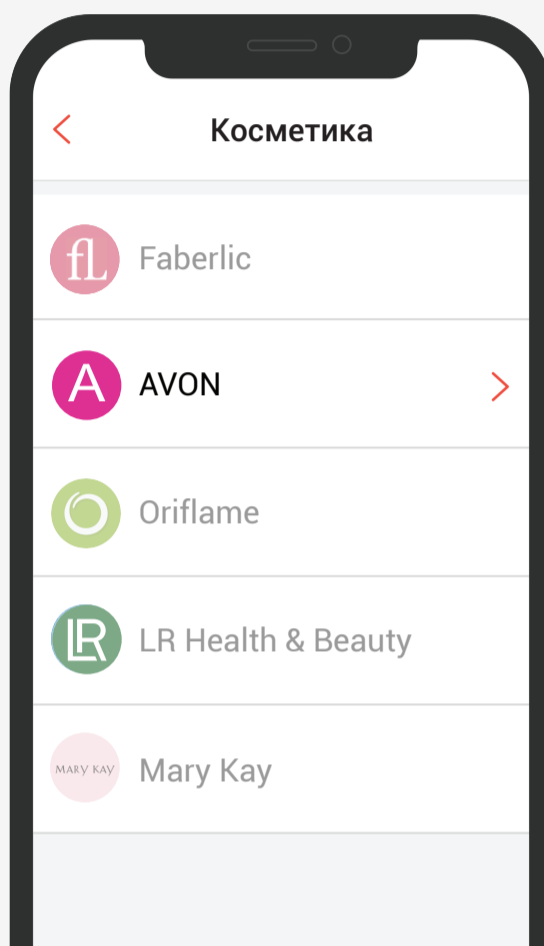 Косметика
fL Faberlic
A AVON
Oriflame
LR LR Health & Beauty
MARY KAY Mary Kay